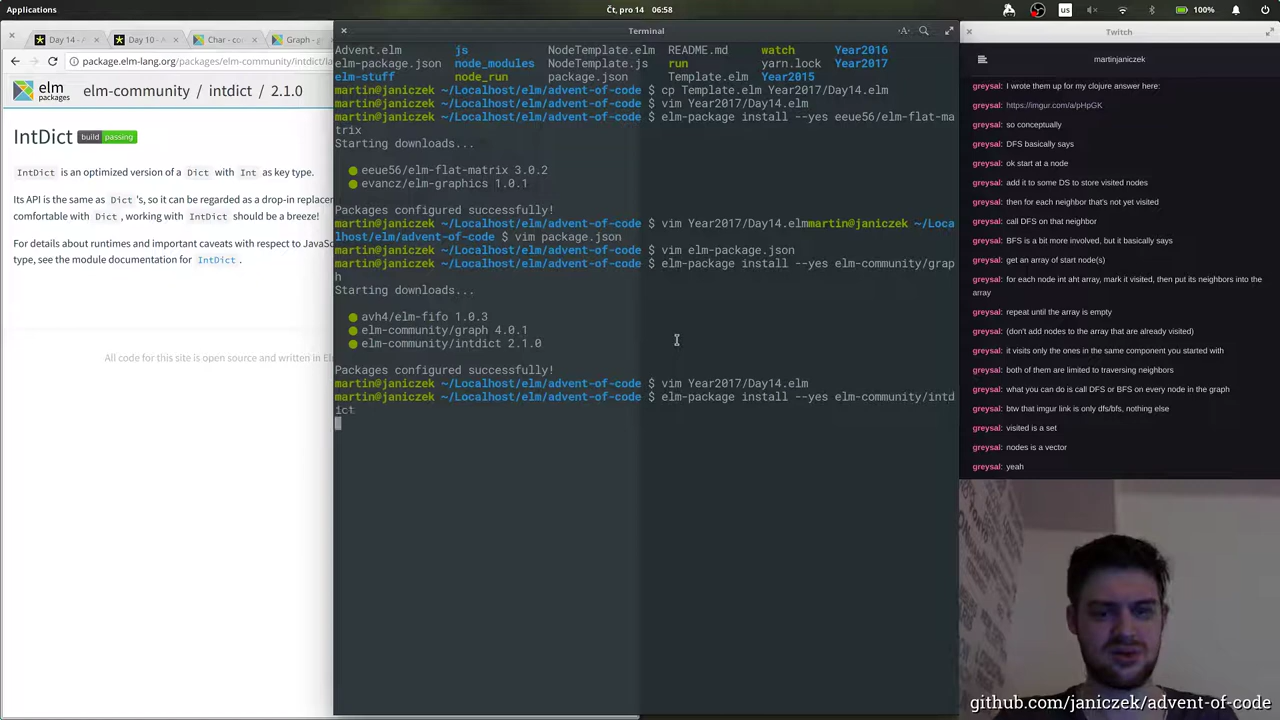 Applications
Čt, pro 14   06:58
us
100%
Day 14 - A
Day 10 - A
Char - co
Graph - g
package.elm-lang.org/packages/elm-community/intdict/la
elm
packages
elm-community / intdict / 2.1.0
IntDict
build passing
IntDict is an optimized version of a Dict with Int as key type.
Its API is the same as Dict 's, so it can be regarded as a drop-in replacen
comfortable with Dict , working with IntDict should be a breeze!
For details about runtimes and important caveats with respect to JavaSc
type, see the module documentation for IntDict .
All code for this site is open source and written in El
Terminal
Advent.elm js NodeTemplate.elm README.md watch Year2016
elm-package.json node_modules NodeTemplate.js run yarn.lock Year2017
elm-stuff node_run package.json Template.elm Year2015
martin@janiczek ~/Localhost/elm/advent-of-code $ cp Template.elm Year2017/Day14.elm
martin@janiczek ~/Localhost/elm/advent-of-code $ vim Year2017/Day14.elm
martin@janiczek ~/Localhost/elm/advent-of-code $ elm-package install --yes eeue56/elm-flat-ma
trix
Starting downloads...
● eeue56/elm-flat-matrix 3.0.2
● evancz/elm-graphics 1.0.1
Packages configured successfully!
martin@janiczek ~/Localhost/elm/advent-of-code $ vim Year2017/Day14.elmmartin@janiczek ~/Loca
lhost/elm/advent-of-code $ vim package.json
martin@janiczek ~/Localhost/elm/advent-of-code $ vim elm-package.json
martin@janiczek ~/Localhost/elm/advent-of-code $ elm-package install --yes elm-community/grap
h
Starting downloads...
● avh4/elm-fifo 1.0.3
● elm-community/graph 4.0.1
● elm-community/intdict 2.1.0
Packages configured successfully!
martin@janiczek ~/Localhost/elm/advent-of-code $ vim Year2017/Day14.elm
martin@janiczek ~/Localhost/elm/advent-of-code $ elm-package install --yes elm-community/intd
ict
Twitch
martinjaniczek
greysal: I wrote them up for my clojure answer here:
greysal: https://imgur.com/a/pHpGK
greysal: so conceptually
greysal: DFS basically says
greysal: ok start at a node
greysal: add it to some DS to store visited nodes
greysal: then for each neighbor that's not yet visited
greysal: call DFS on that neighbor
greysal: BFS is a bit more involved, but it basically says
greysal: get an array of start node(s)
greysal: for each node int aht array, mark it visited, then put its neighbors into the
array
greysal: repeat until the array is empty
greysal: (don't add nodes to the array that are already visited)
greysal: it visits only the ones in the same component you started with
greysal: both of them are limited to traversing neighbors
greysal: what you can do is call DFS or BFS on every node in the graph
greysal: btw that imgur link is only dfs/bfs, nothing else
greysal: visited is a set
greysal: nodes is a vector
greysal: yeah
github.com/janiczek/advent-of-code